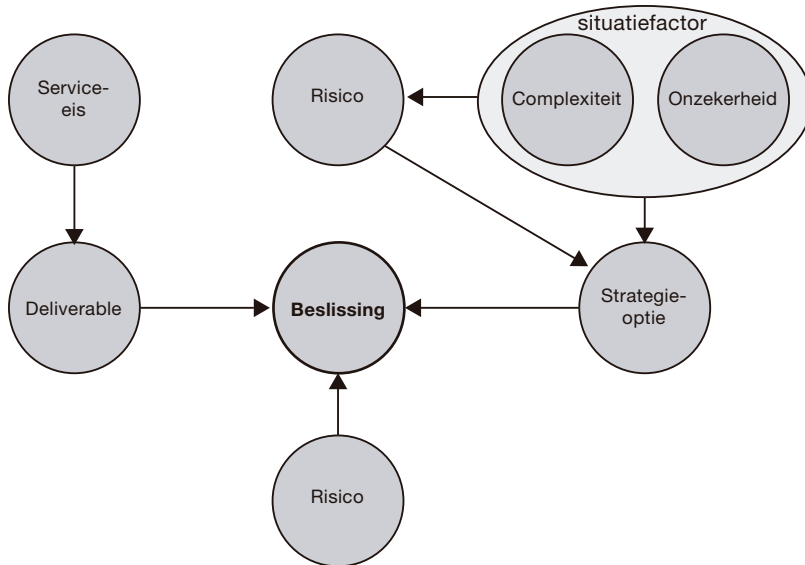 situatiefactor
Service-
eis
Risico
Complexiteit
Onzekerheid
Deliverable
Beslissing
Strategie-
optie
Risico